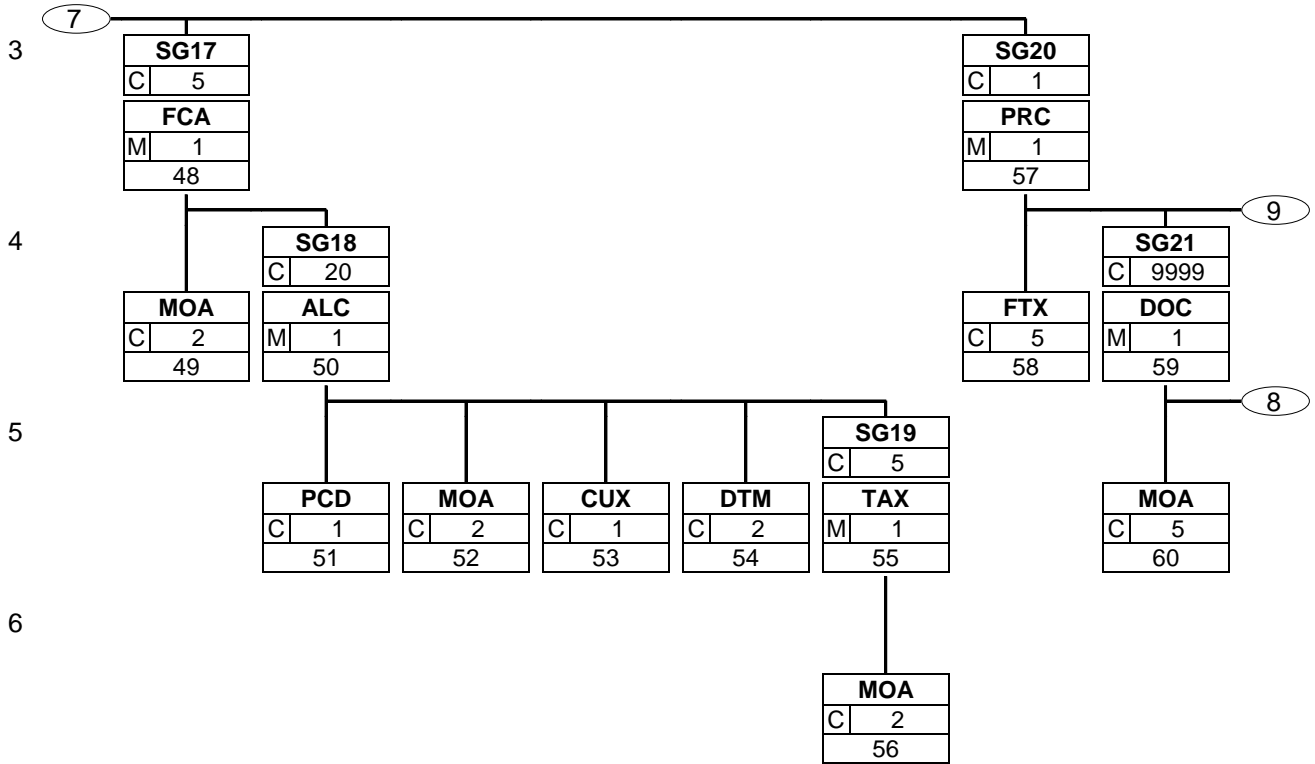 7
3
SG17
C 5
FCA
M 1
48
SG20
C 1
PRC
M 1
57
9
4
SG18
C 20
SG21
C 9999
MOA
C 2
49
ALC
M 1
50
FTX
C 5
58
DOC
M 1
59
8
5
SG19
C 5
PCD
C 1
51
MOA
C 2
52
CUX
C 1
53
DTM
C 2
54
TAX
M 1
55
MOA
C 5
60
6
MOA
C 2
56